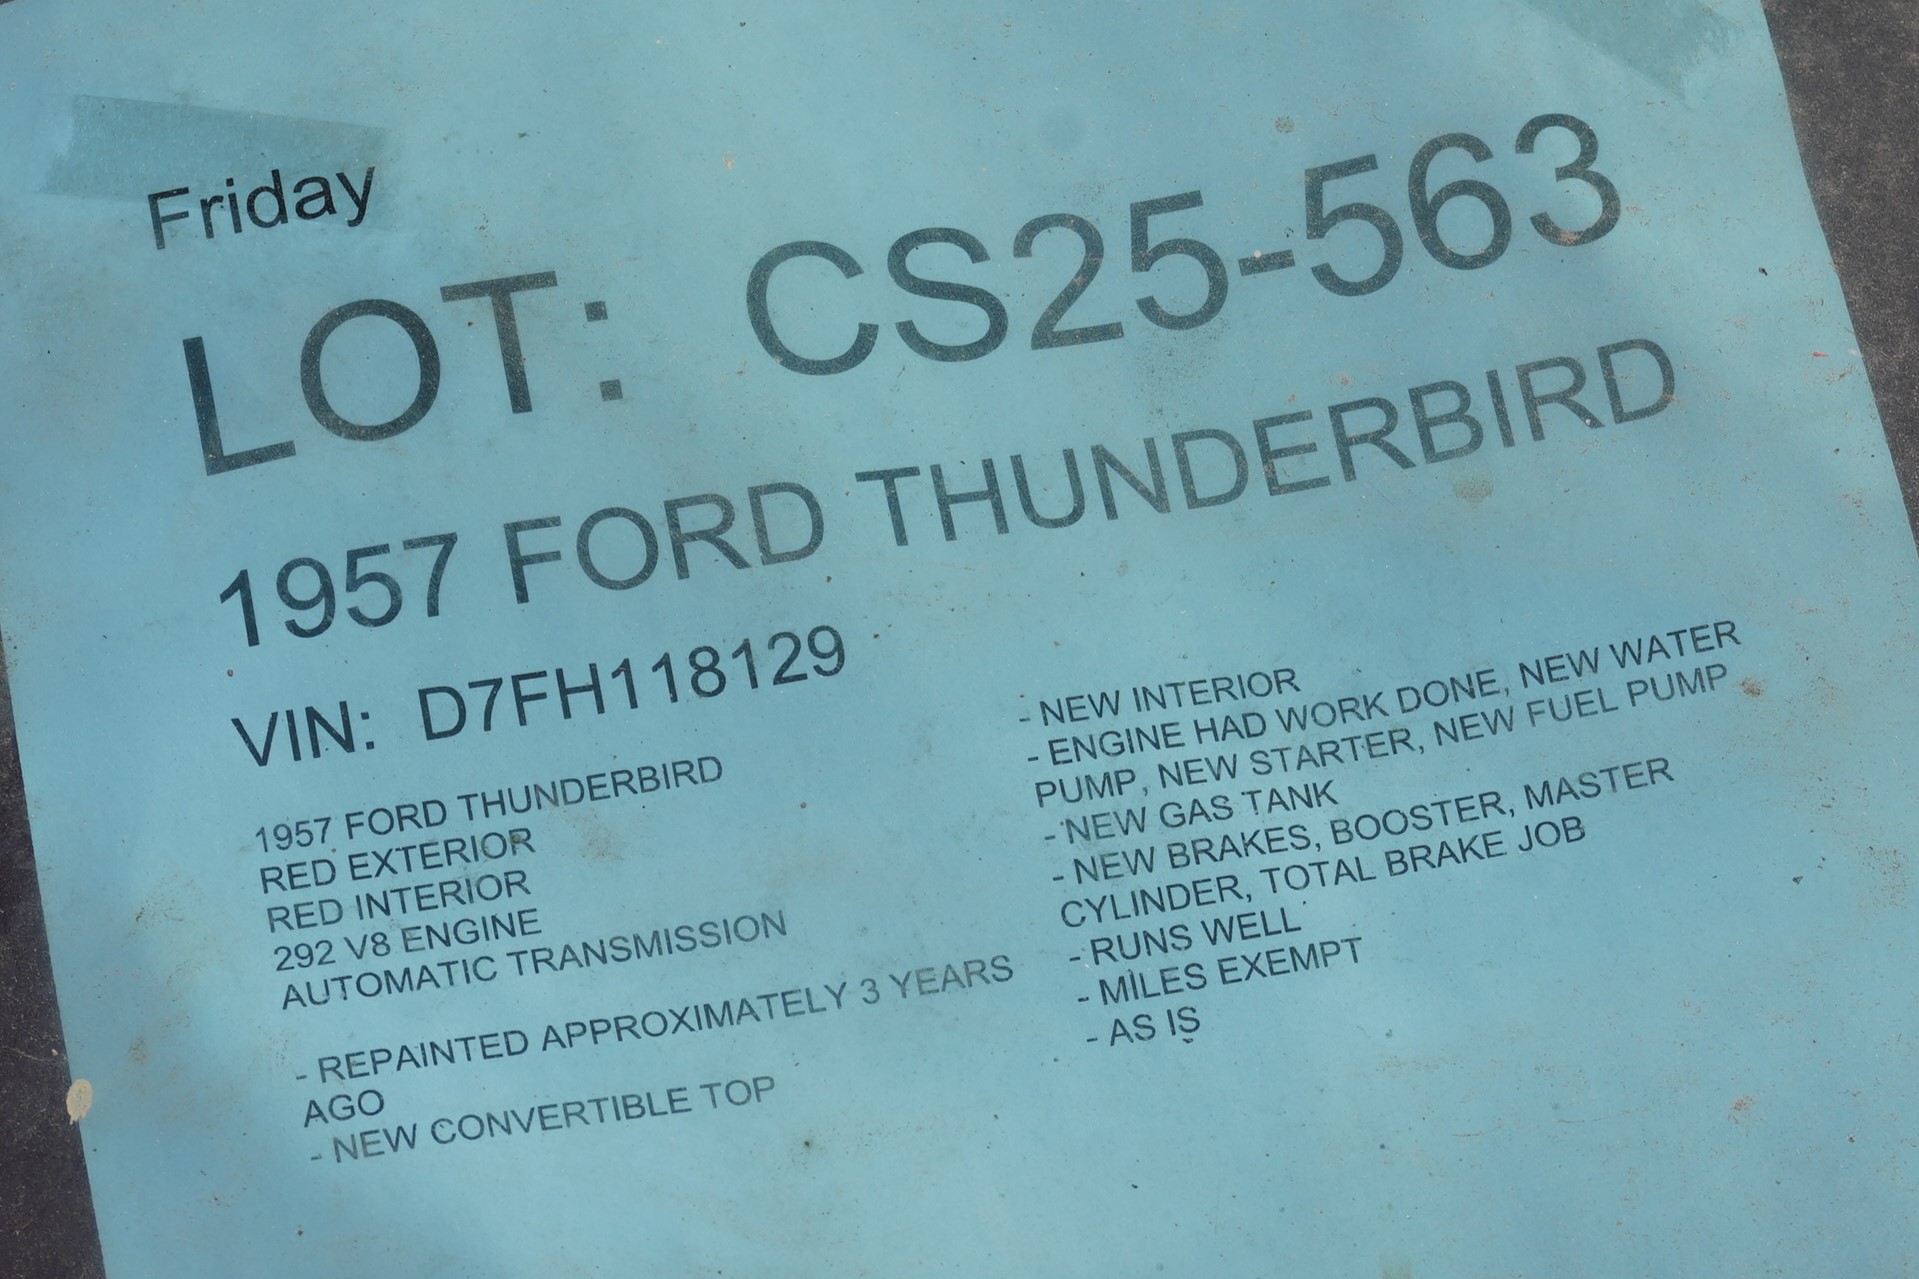 Friday
LOT: CS25-563
1957 FORD THUNDERBIRD
VIN: D7FH118129
1957 FORD THUNDERBIRD
RED EXTERIOR
RED INTERIOR
292 V8 ENGINE
AUTOMATIC TRANSMISSION
- REPAINTED APPROXIMATELY 3 YEARS
AGO
- NEW CONVERTIBLE TOP
- NEW INTERIOR
- ENGINE HAD WORK DONE, NEW WATER
PUMP, NEW STARTER, NEW FUEL PUMP
- NEW GAS TANK
- NEW BRAKES, BOOSTER, MASTER
CYLINDER, TOTAL BRAKE JOB
- RUNS WELL
- MILES EXEMPT
- AS IS